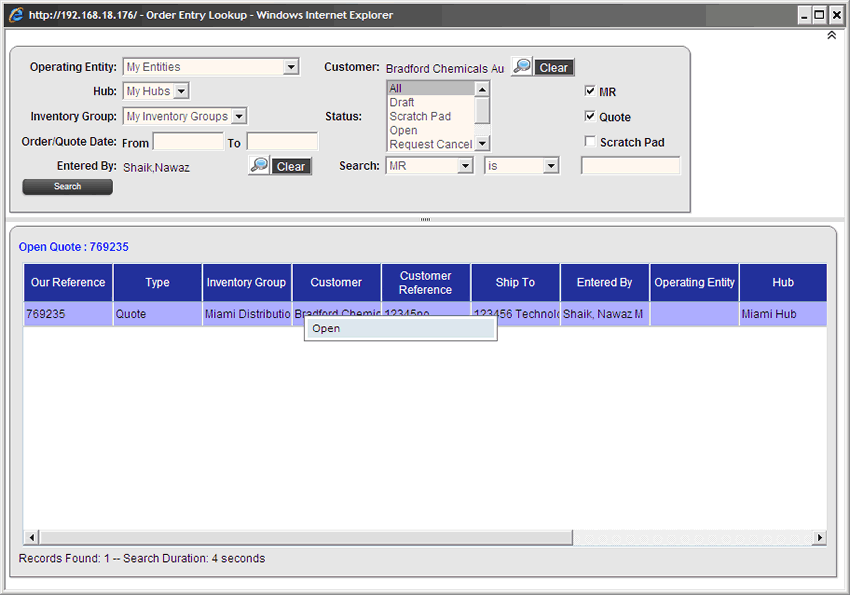 http://192.168.18.176/ - Order Entry Lookup - Windows Internet Explorer
Operating Entity: My Entities Customer: Bradford Chemicals Au Clear
Hub: My Hubs Status: All MR
Draft
Inventory Group: My Inventory Groups Scratch Pad Quote
Open
Order/Quote Date: From To Request Cancel Scratch Pad
Entered By: Shaik,Nawaz Clear Search: MR is
Search
Open Quote : 769235
Our Reference Type Inventory Group Customer Customer Reference Ship To Entered By Operating Entity Hub
769235 Quote Miami Distributio Bradford Chemic 12345po 123456 Technolo Shaik, Nawaz M Miami Hub
Open
Records Found: 1 -- Search Duration: 4 seconds